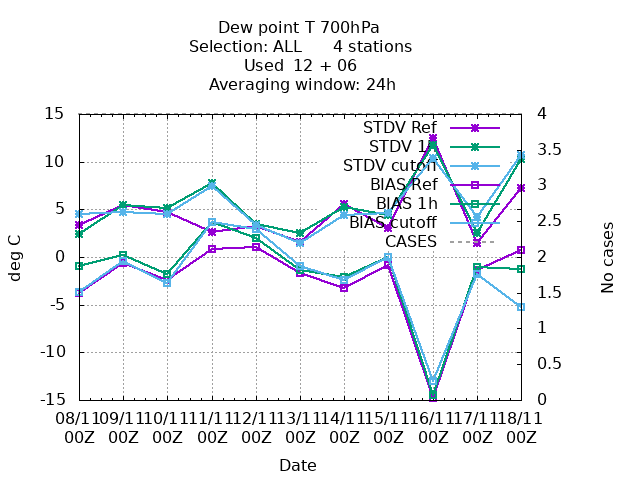 Dew point T 700hPa
Selection: ALL      4 stations
Used  12 + 06
Averaging window: 24h
15
10
5
0
-5
-10
-15
deg C
STDV Ref
STDV 1h
STDV cutoff
BIAS Ref
BIAS 1h
BIAS cutoff
CASES
4
3.5
3
2.5
2
1.5
1
0.5
0
No cases
08/11 09/11 10/11 11/11 12/11 13/11 14/11 15/11 16/11 17/11 18/11
00Z 00Z 00Z 00Z 00Z 00Z 00Z 00Z 00Z 00Z 00Z
Date